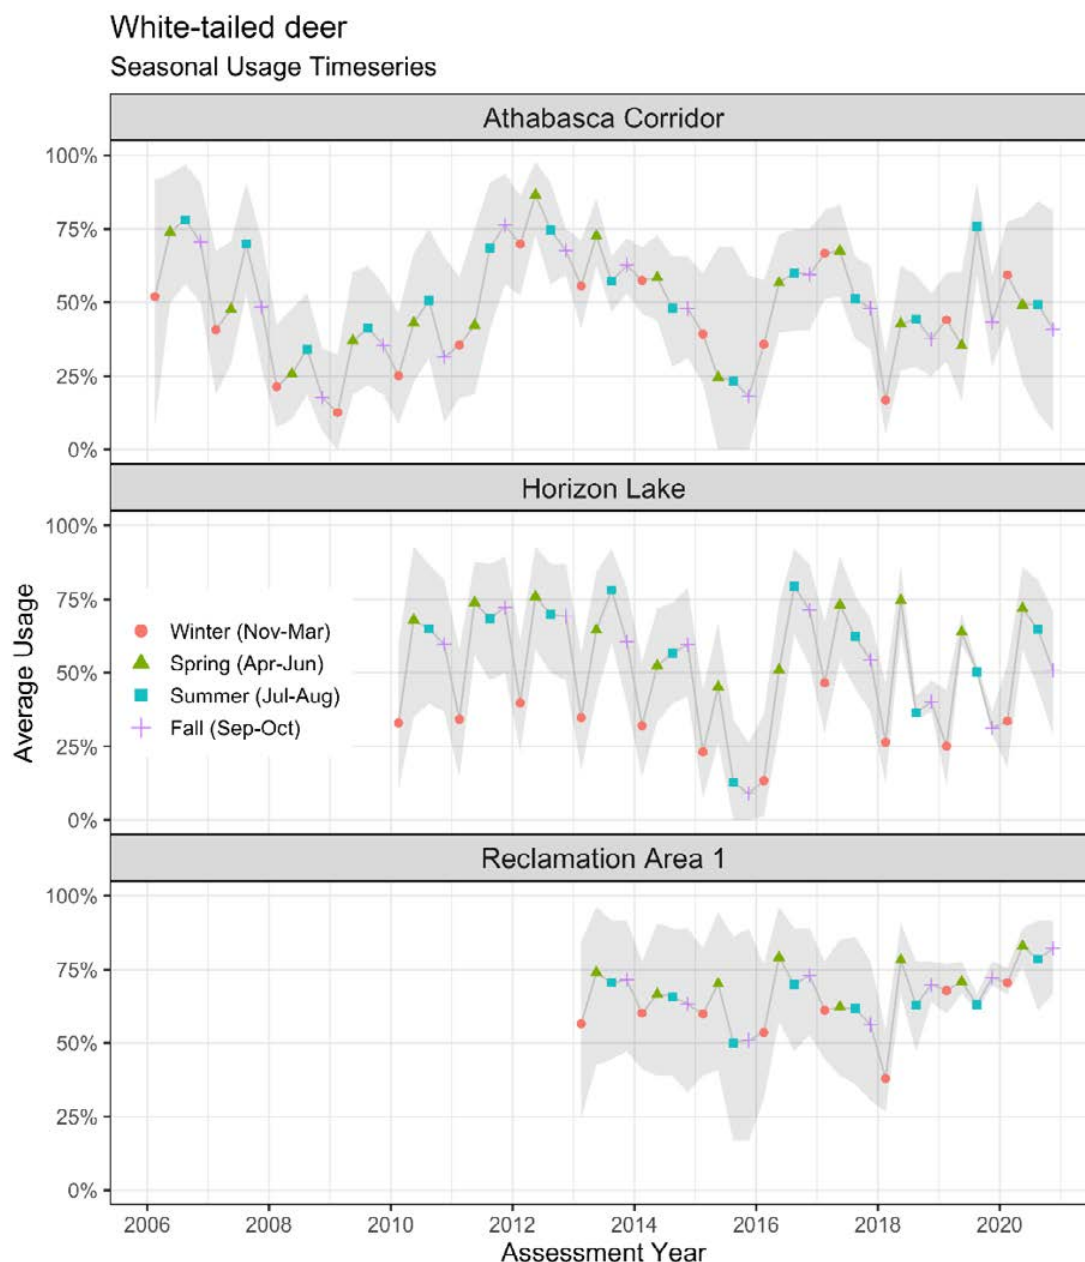 White-tailed deer
Seasonal Usage Timeseries
Athabasca Corridor
100%
75%
50%
25%
0%
Horizon Lake
100%
75%
50%
25%
0%
Winter (Nov-Mar)
Spring (Apr-Jun)
Summer (Jul-Aug)
Fall (Sep-Oct)
Average Usage
Reclamation Area 1
100%
75%
50%
25%
0%
2006 2008 2010 2012 2014 2016 2018 2020
Assessment Year